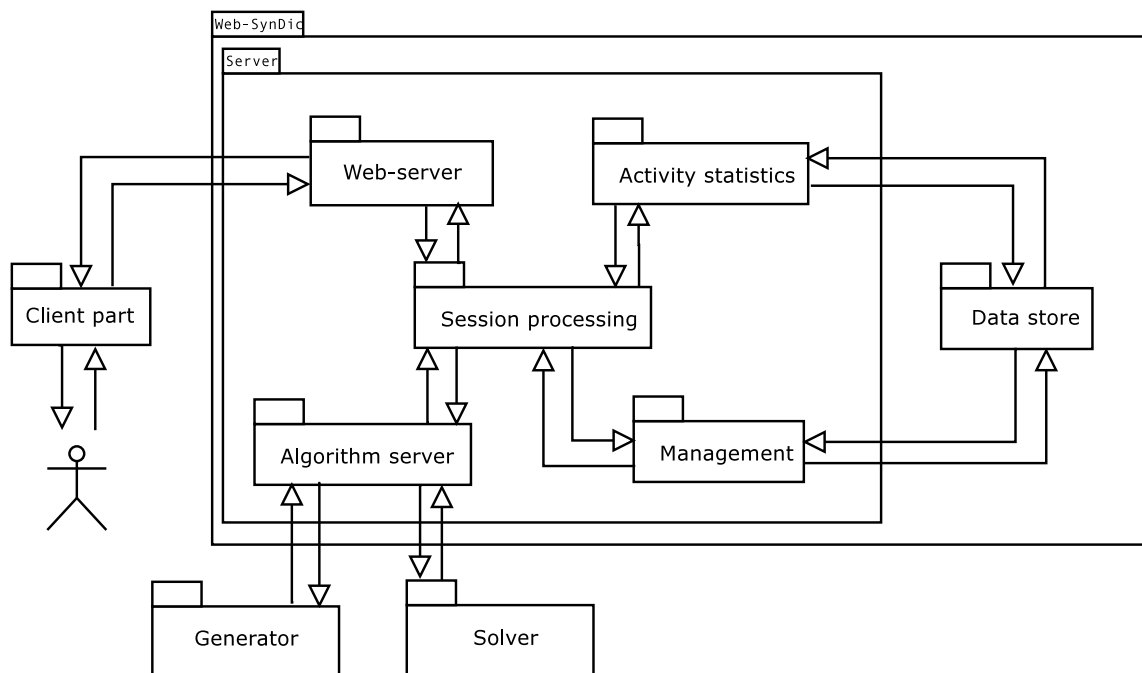 Web-SynDic
Server
Web-server
Activity statistics
Client part
Session processing
Data store
Algorithm server
Management
Generator
Solver